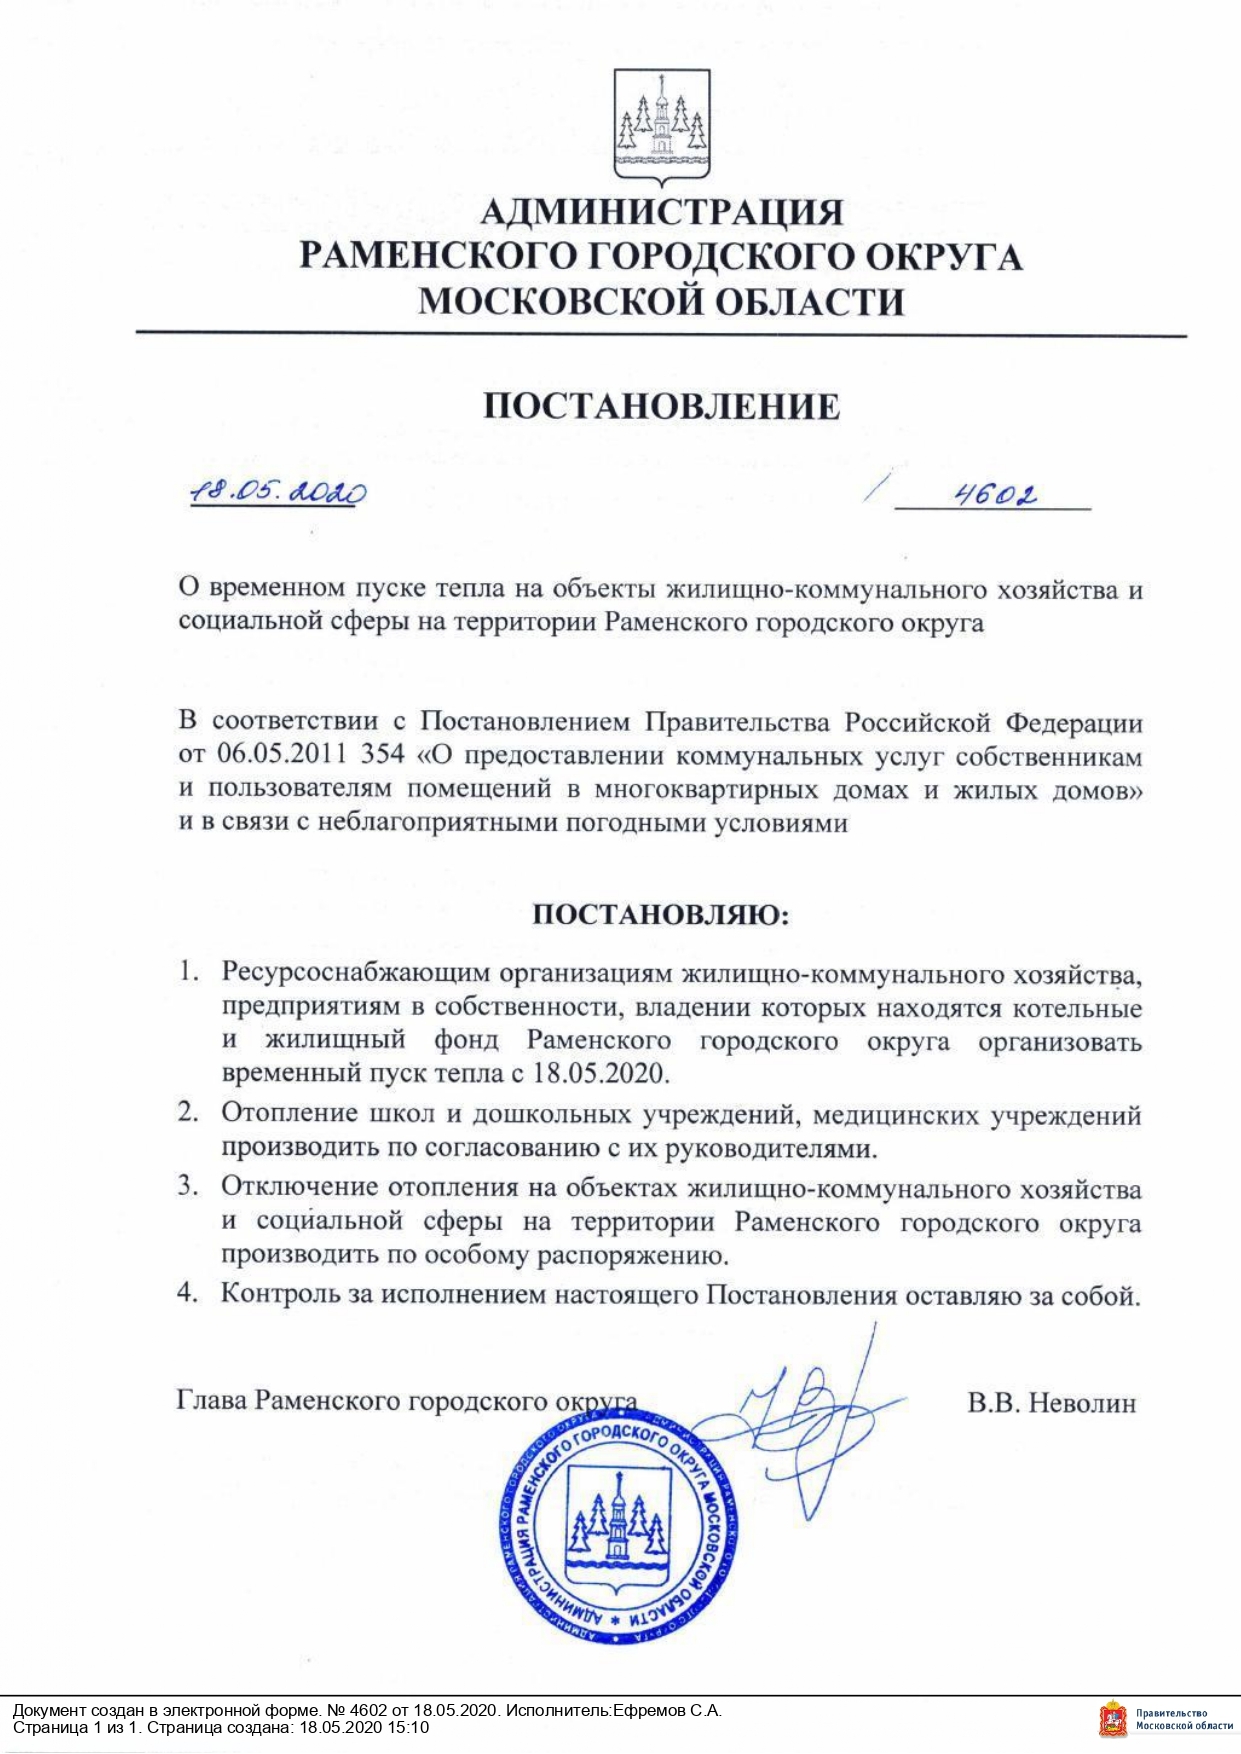 АДМИНИСТРАЦИЯ
РАМЕНСКОГО ГОРОДСКОГО ОКРУГА
МОСКОВСКОЙ ОБЛАСТИ
ПОСТАНОВЛЕНИЕ
18.05.2020 / 4602
О временном пуске тепла на объекты жилищно-коммунального хозяйства и
социальной сферы на территории Раменского городского округа
В соответствии с Постановлением Правительства Российской Федерации
от 06.05.2011 354 «О предоставлении коммунальных услуг собственникам
и пользователям помещений в многоквартирных домах и жилых домов»
и в связи с неблагоприятными погодными условиями
ПОСТАНОВЛЯЮ:
1. Ресурсоснабжающим организациям жилищно-коммунального хозяйства,
предприятиям в собственности, владении которых находятся котельные
и жилищный фонд Раменского городского округа организовать
временный пуск тепла с 18.05.2020.
2. Отопление школ и дошкольных учреждений, медицинских учреждений
производить по согласованию с их руководителями.
3. Отключение отопления на объектах жилищно-коммунального хозяйства
и социальной сферы на территории Раменского городского округа
производить по особому распоряжению.
4. Контроль за исполнением настоящего Постановления оставляю за собой.
Глава Раменского городского округа В.В. Неволин
АДМИНИСТРАЦИЯ РАМЕНСКОГО ГОРОДСКОГО ОКРУГА МОСКОВСКОЙ ОБЛАСТИ *
Документ создан в электронной форме. № 4602 от 18.05.2020. Исполнитель:Ефремов С.А.
Страница 1 из 1. Страница создана: 18.05.2020 15:10
Правительство
Московской области